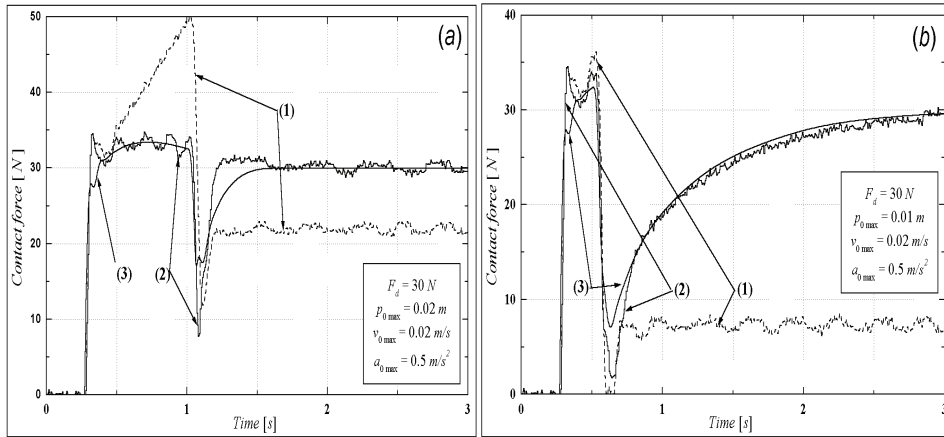 (a)
50
40
30
20
10
0
Contact force [ N ]
0
1
2
3
Time [s]
(1)
(2)
(3)
F_d = 30 N
p_0 max = 0.02 m
v_0 max = 0.02 m/s
a_0 max = 0.5 m/s²
(b)
40
30
20
10
0
Contact force [ N ]
0
1
2
3
Time [s]
(1)
(2)
(3)
F_d = 30 N
p_0 max = 0.01 m
v_0 max = 0.02 m/s
a_0 max = 0.5 m/s²